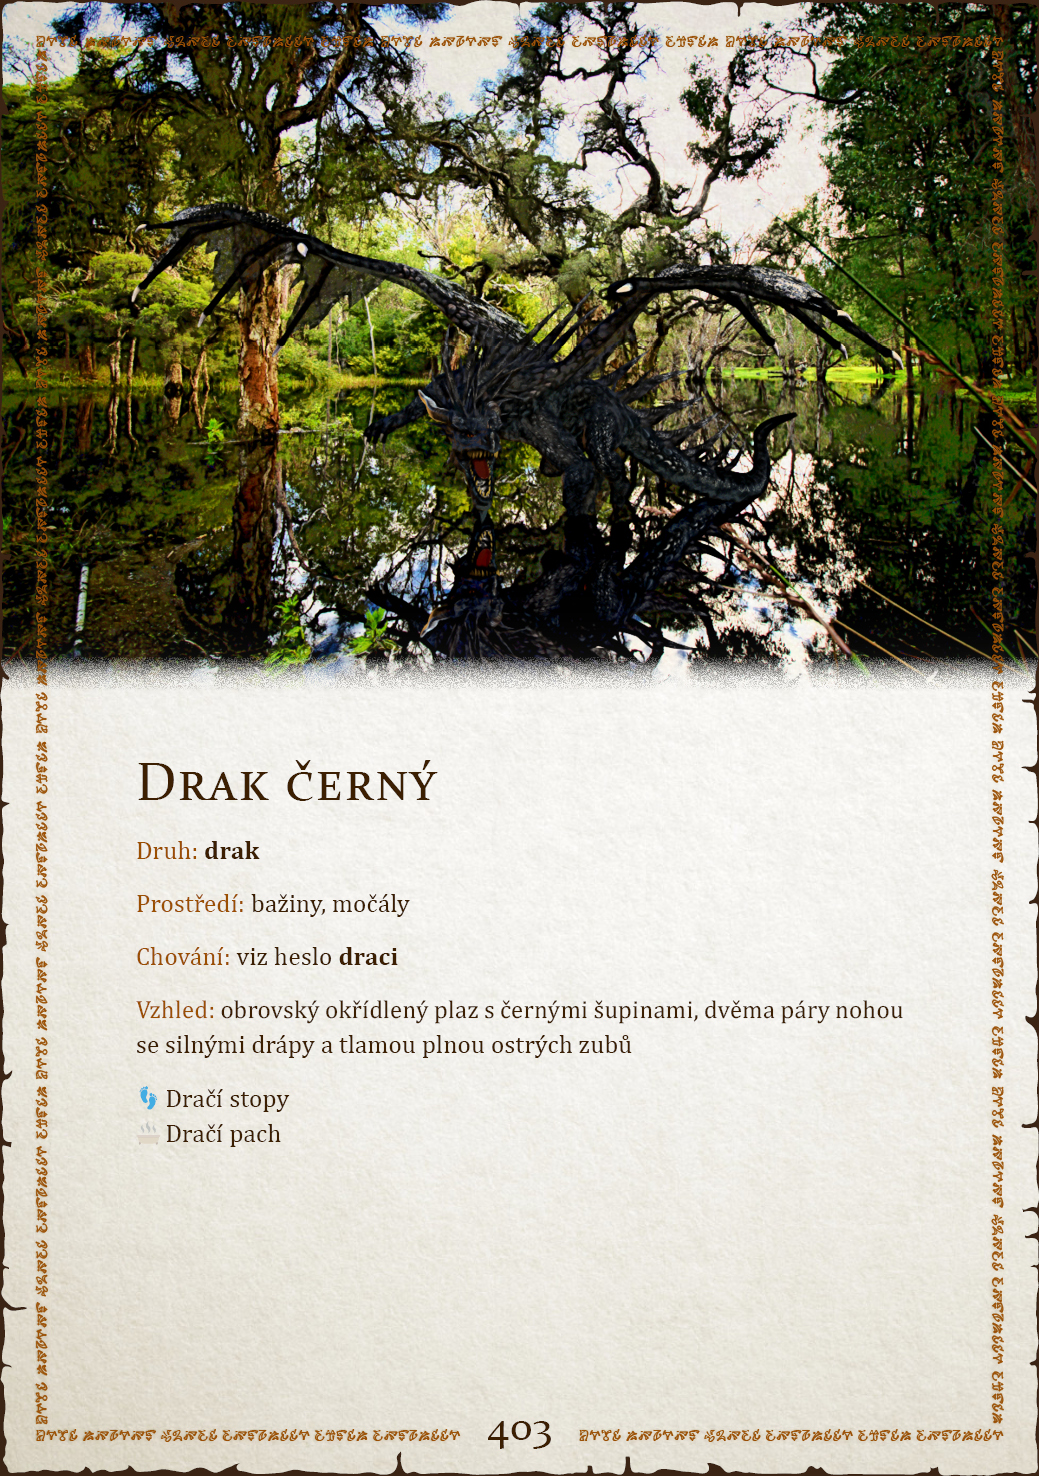 Drak černý
Druh: drak
Prostředí: bažiny, močály
Chování: viz heslo draci
Vzhled: obrovský okřídlený plaz s černými šupinami, dvěma páry nohou
se silnými drápy a tlamou plnou ostrých zubů
Dračí stopy
Dračí pach
403